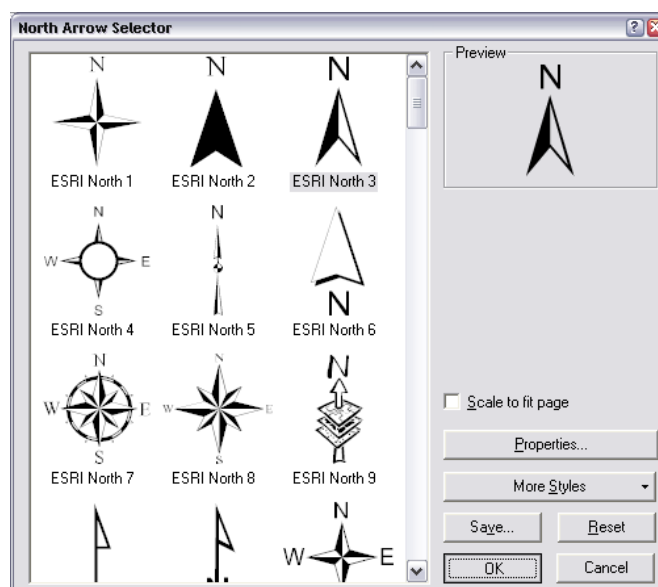 North Arrow Selector
N N N
ESRI North 1 ESRI North 2 ESRI North 3
N N
W E
S N
ESRI North 4 ESRI North 5 ESRI North 6
N N N
W E W E
S S
ESRI North 7 ESRI North 8 ESRI North 9
N
W E
Preview
N
Scale to fit page
Properties...
More Styles
Save... Reset
OK Cancel